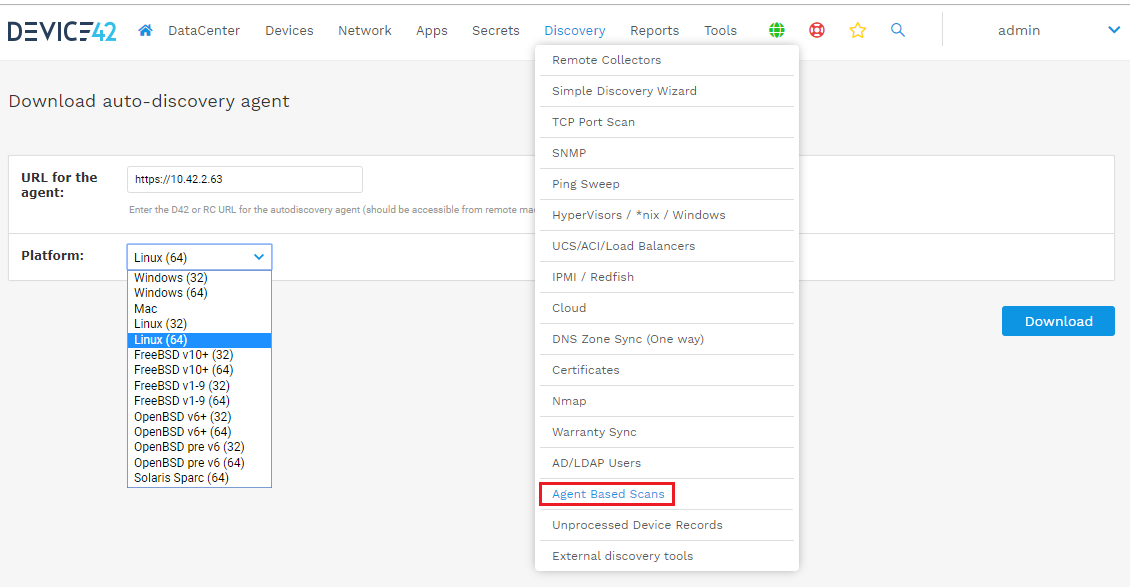 DEVICE42 DataCenter Devices Network Apps Secrets Discovery Reports Tools admin
Download auto-discovery agent
URL for the agent:
https://10.42.2.63
Enter the D42 or RC URL for the autodiscovery agent (should be accessible from remote ma
Platform:
Linux (64)
Windows (32)
Windows (64)
Mac
Linux (32)
Linux (64)
FreeBSD v10+ (32)
FreeBSD v10+ (64)
FreeBSD v1-9 (32)
FreeBSD v1-9 (64)
OpenBSD v6+ (32)
OpenBSD v6+ (64)
OpenBSD pre v6 (32)
OpenBSD pre v6 (64)
Solaris Sparc (64)
Remote Collectors
Simple Discovery Wizard
TCP Port Scan
SNMP
Ping Sweep
HyperVisors / *nix / Windows
UCS/ACI/Load Balancers
IPMI / Redfish
Cloud
DNS Zone Sync (One way)
Certificates
Nmap
Warranty Sync
AD/LDAP Users
Agent Based Scans
Unprocessed Device Records
External discovery tools
Download